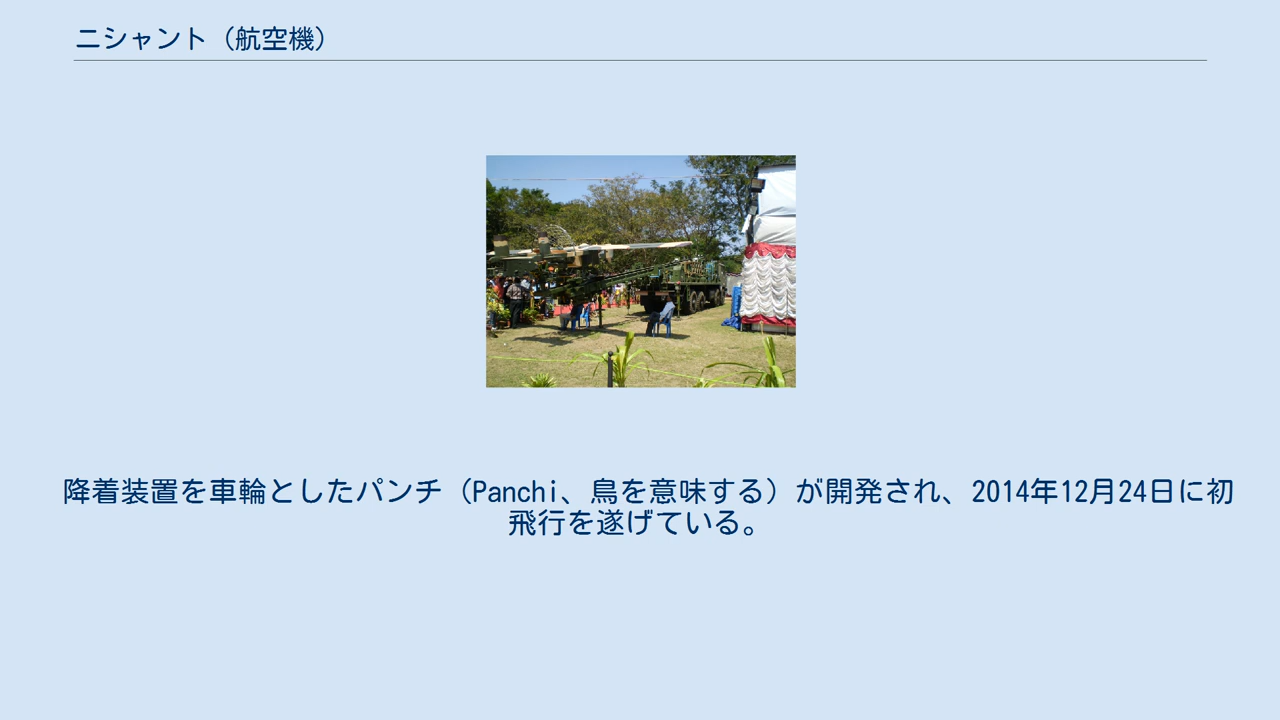 ニシャント（航空機）
降着装置を車輪としたパンチ（Panchi、鳥を意味する）が開発され、2014年12月24日に初
飛行を遂げている。